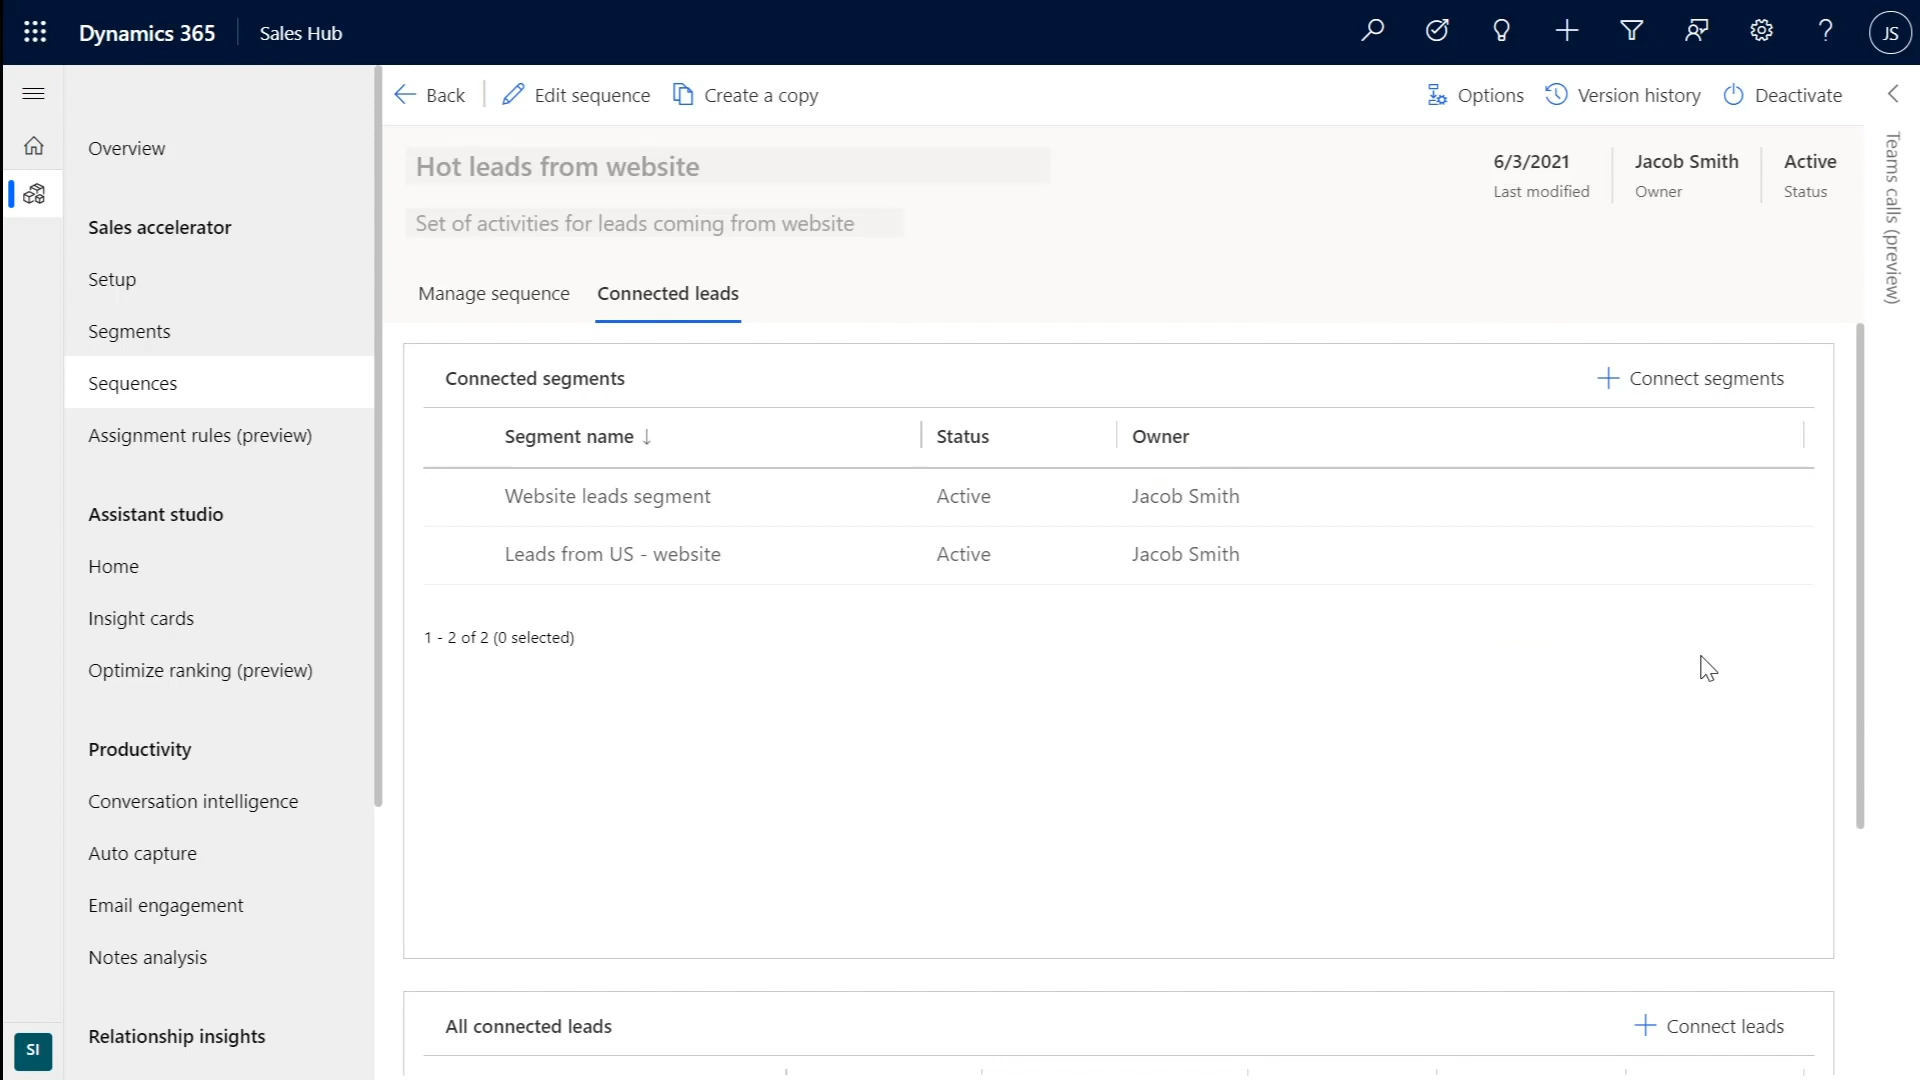 Dynamics 365
Sales Hub
JS
Back
Edit sequence
Create a copy
Options
Version history
Deactivate
Teams calls (preview)
Overview
Sales accelerator
Setup
Segments
Sequences
Assignment rules (preview)
Assistant studio
Home
Insight cards
Optimize ranking (preview)
Productivity
Conversation intelligence
Auto capture
Email engagement
Notes analysis
Relationship insights
SI
Hot leads from website
Set of activities for leads coming from website
6/3/2021
Last modified
Jacob Smith
Owner
Active
Status
Manage sequence
Connected leads
Connected segments
Connect segments
Segment name ↓ Status Owner
Website leads segment Active Jacob Smith
Leads from US - website Active Jacob Smith
1 - 2 of 2 (0 selected)
All connected leads
Connect leads